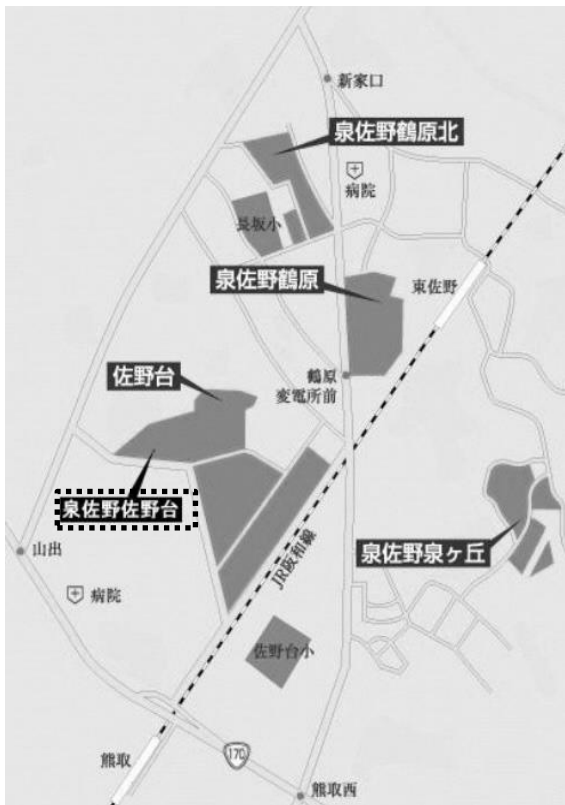 新家口
泉佐野鶴原北
病院
長坂小
泉佐野鶴原
東佐野
佐野台
鶴原
変電所前
泉佐野佐野台
山出
泉佐野泉ヶ丘
JR阪和線
病院
佐野台小
熊取
170
熊取西